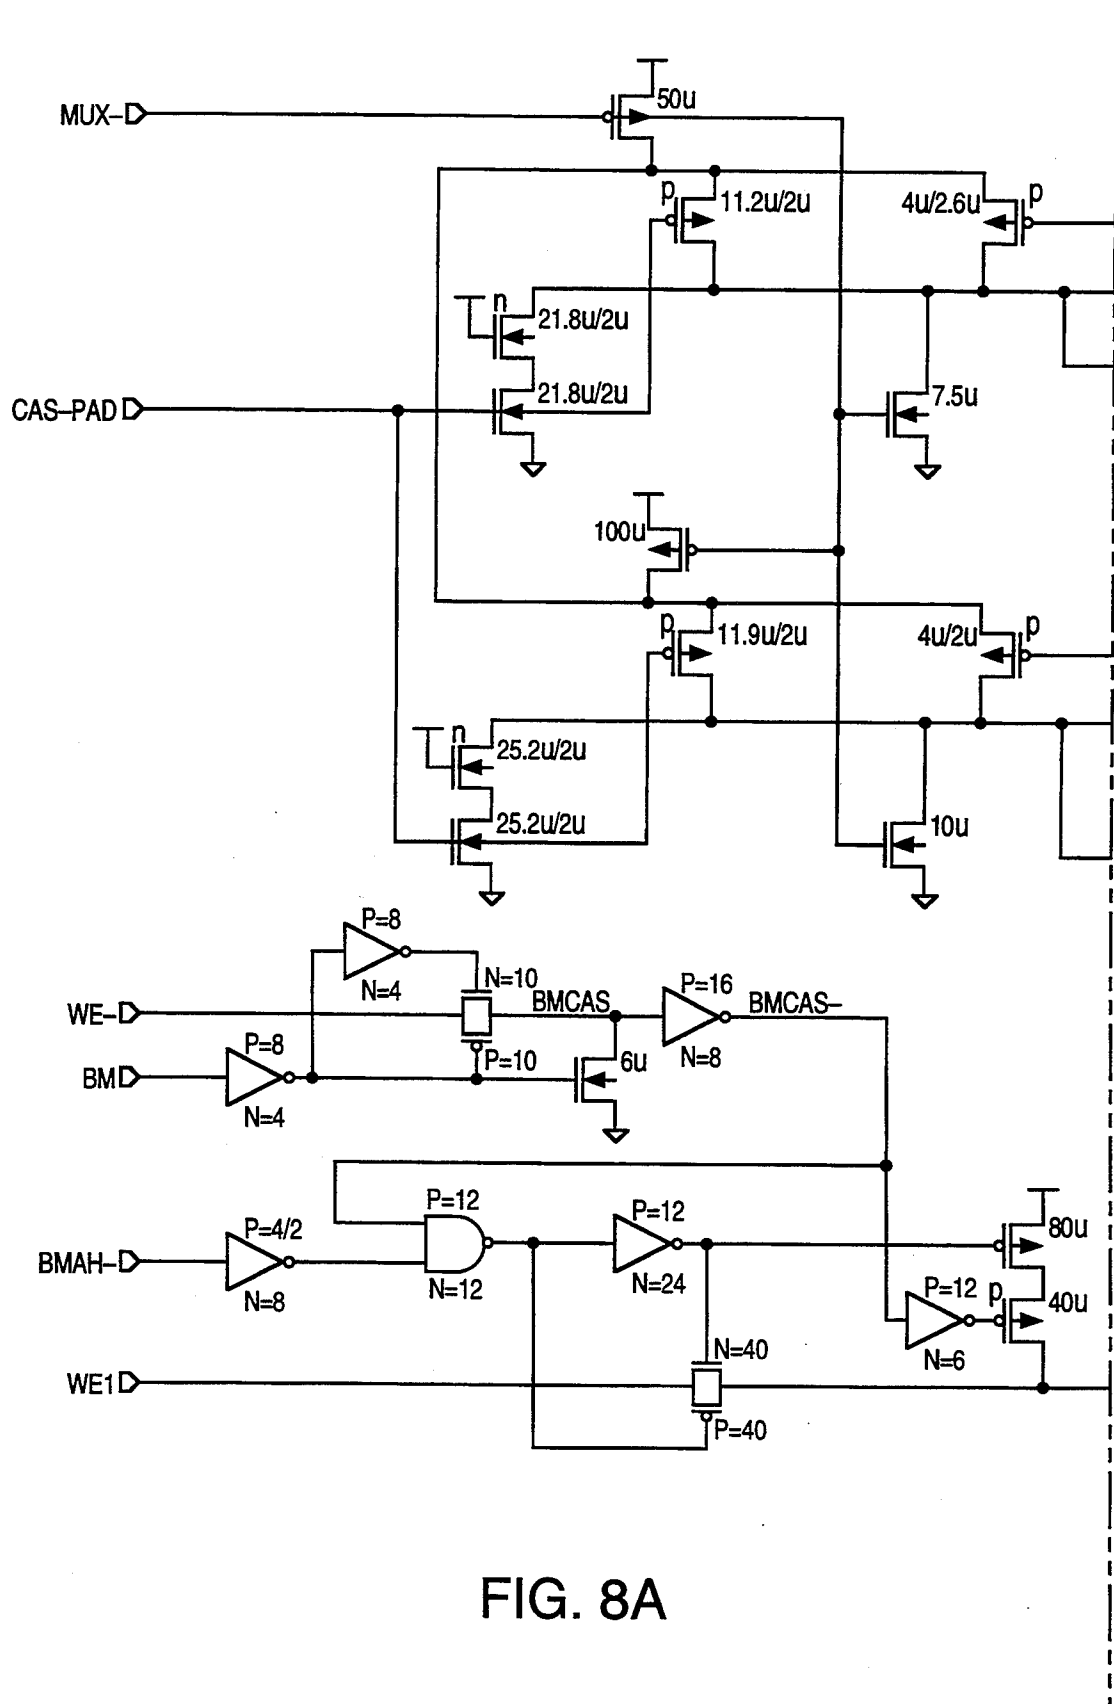 MUX–
50u
p
11.2u/2u
4u/2.6u
p
n
21.8u/2u
CAS–PAD
21.8u/2u
7.5u
100u
p
11.9u/2u
4u/2u
p
n
25.2u/2u
25.2u/2u
10u
P=8
N=4
N=10
WE–
BMCAS
P=16
BMCAS–
P=8
P=10
6u
N=8
BM
N=4
P=12
P=12
P=4/2
80u
BMAH–
N=12
N=24
N=8
P=12
p
40u
N=6
N=40
WE1
P=40
FIG. 8A